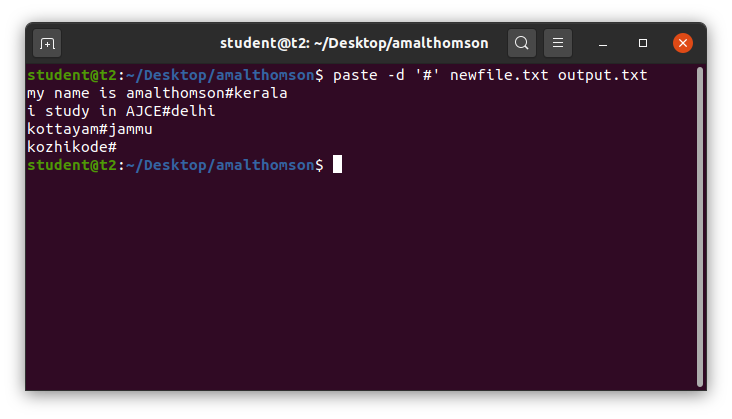 student@t2: ~/Desktop/amalthomson
student@t2:~/Desktop/amalthomson$ paste -d '#' newfile.txt output.txt
my name is amalthomson#kerala
i study in AJCE#delhi
kottayam#jammu
kozhikode#
student@t2:~/Desktop/amalthomson$